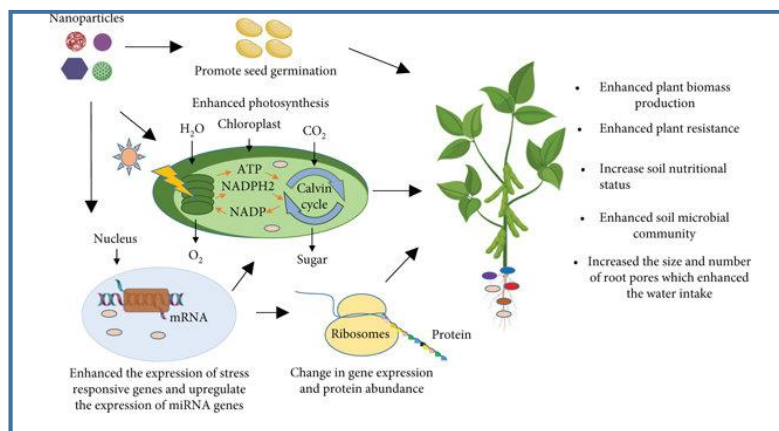 Nanoparticles
Promote seed germination
Enhanced photosynthesis
H2O
Chloroplast
CO2
ATP
NADPH2
NADP
Calvin
cycle
O2
Sugar
Nucleus
mRNA
Enhanced the expression of stress
responsive genes and upregulate
the expression of miRNA genes
Ribosomes
Protein
Change in gene expression
and protein abundance
• Enhanced plant biomass
production
• Enhanced plant resistance
• Increase soil nutritional
status
• Enhanced soil microbial
community
• Increased the size and number
of root pores which enhanced
the water intake